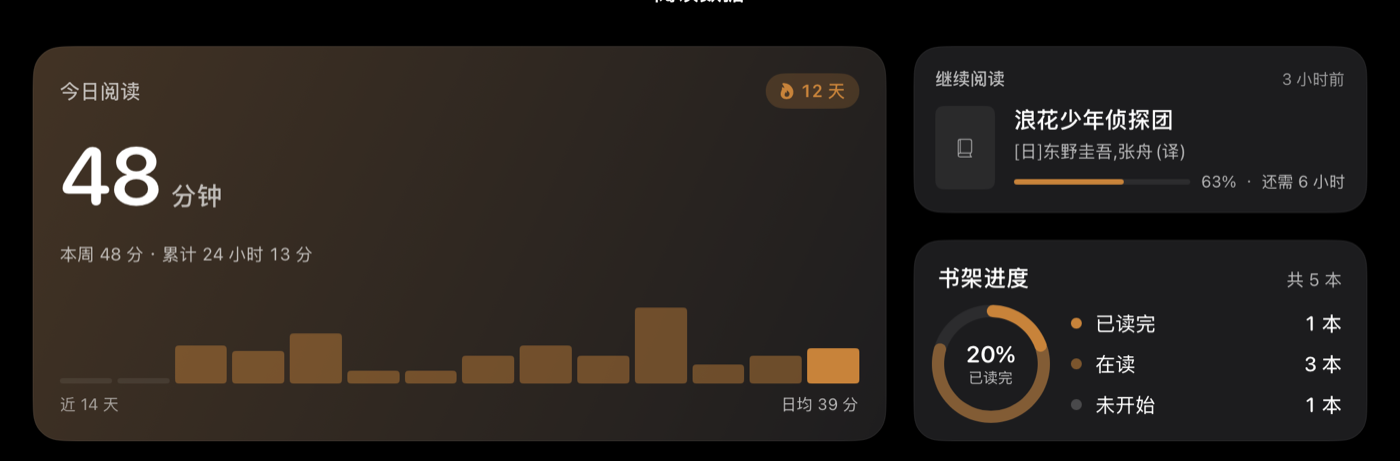 今日阅读
12 天
48 分钟
本周 48 分 · 累计 24 小时 13 分
近 14 天
日均 39 分
继续阅读
3 小时前
浪花少年侦探团
[日]东野圭吾,张舟 (译)
63% · 还需 6 小时
书架进度
共 5 本
20%
已读完
已读完
1 本
在读
3 本
未开始
1 本